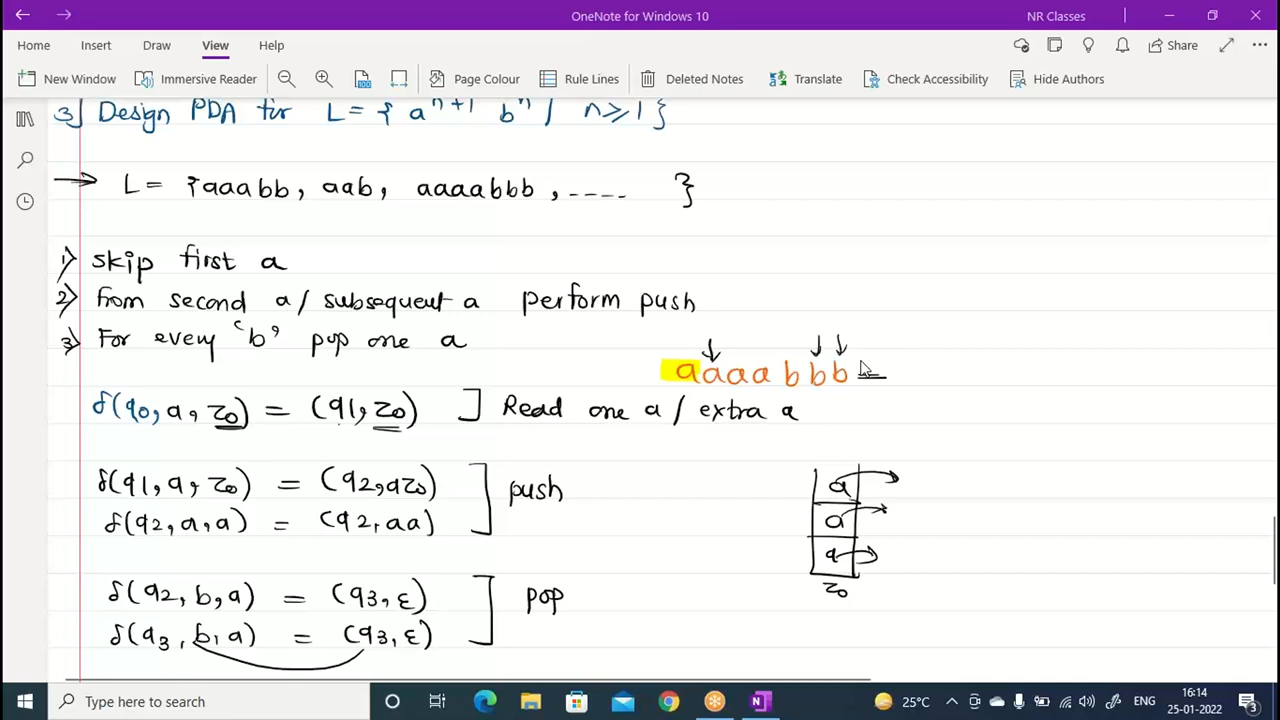 OneNote for Windows 10
NR Classes
Home Insert Draw View Help
Share
New Window Immersive Reader Page Colour Rule Lines Deleted Notes Translate Check Accessibility Hide Authors
3] Design PDA for L = { a^n+1 b^n / n ≥ 1 }
→ L = {aaabb, aab, aaaabbb, .... }
1) skip first a
2) From second a / subsequent a perform push
3) For every 'b' pop one a
a a a a b b b
δ(q0, a, z0) = (q1, z0) ] Read one a / extra a
δ(q1, a, z0) = (q2, az0)
δ(q2, a, a) = (q2, aa)
push
a
a
a
z0
δ(q2, b, a) = (q3, ε)
δ(q3, b, a) = (q3, ε)
pop
Type here to search
25°C
ENG
16:14
25-01-2022
3